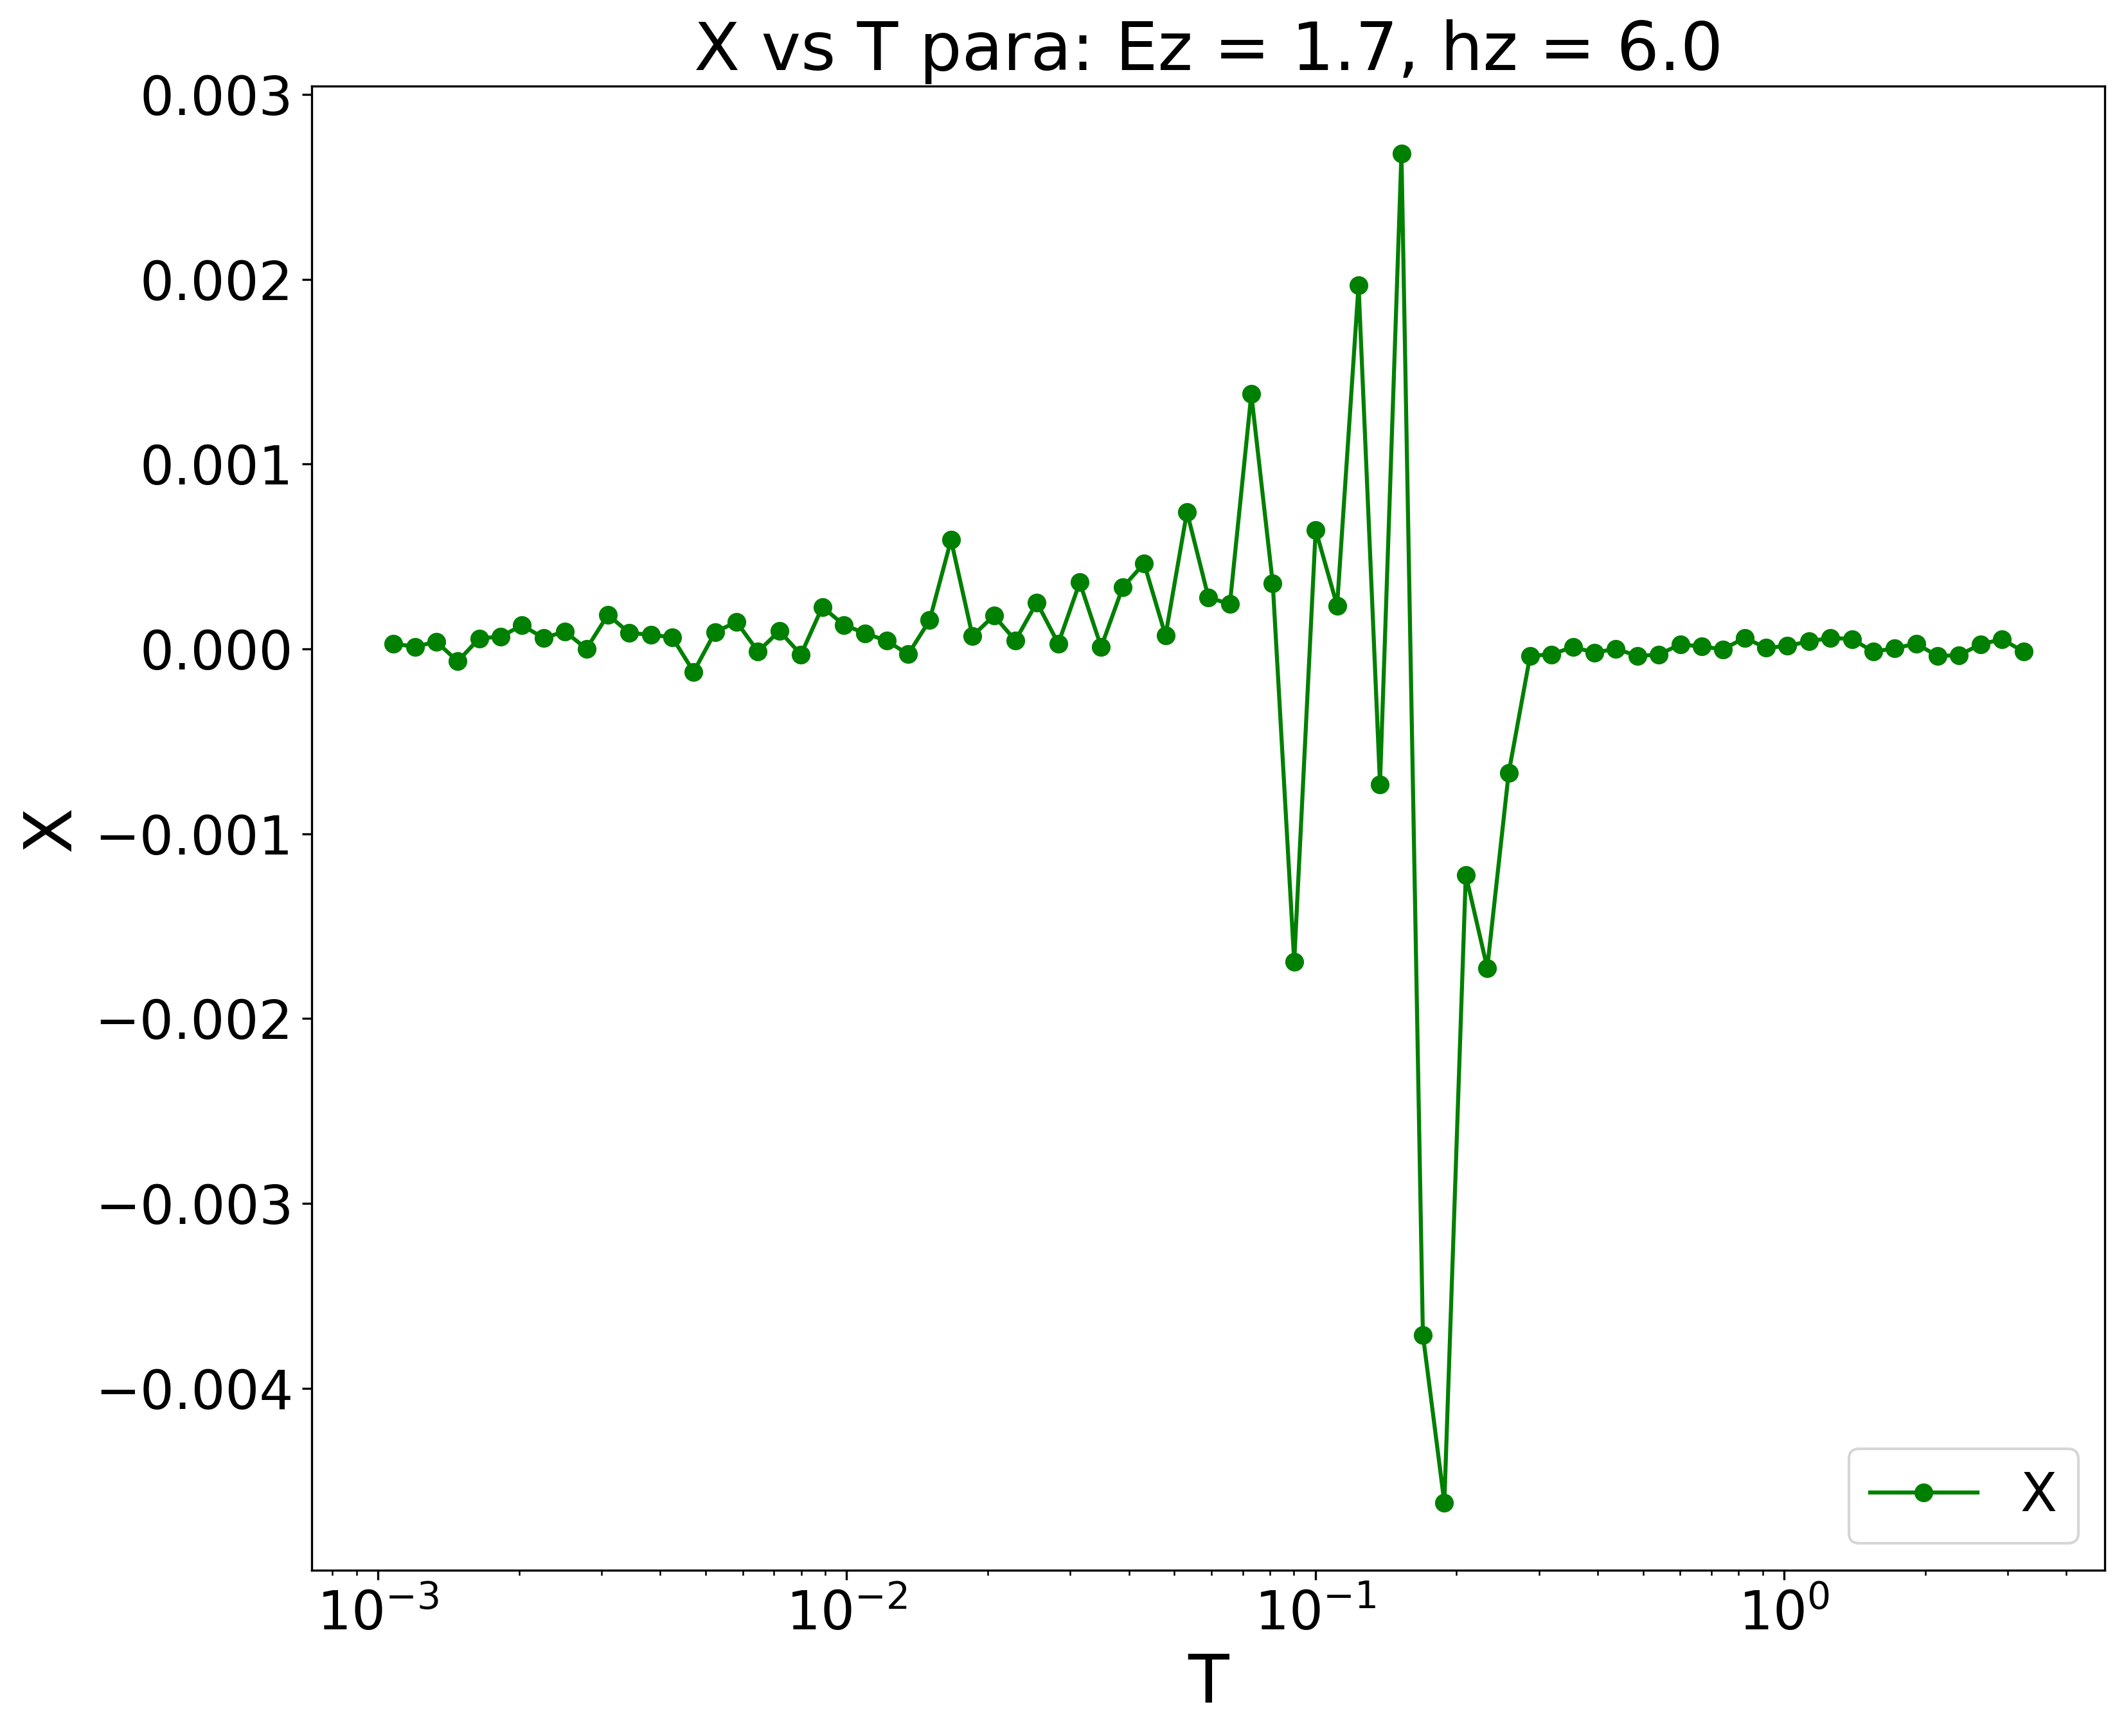 X vs T para: Ez = 1.7, hz = 6.0
0.003
0.002
0.001
0.000
−0.001
−0.002
−0.003
−0.004
X
10⁻³ 10⁻² 10⁻¹ 10⁰
T
X